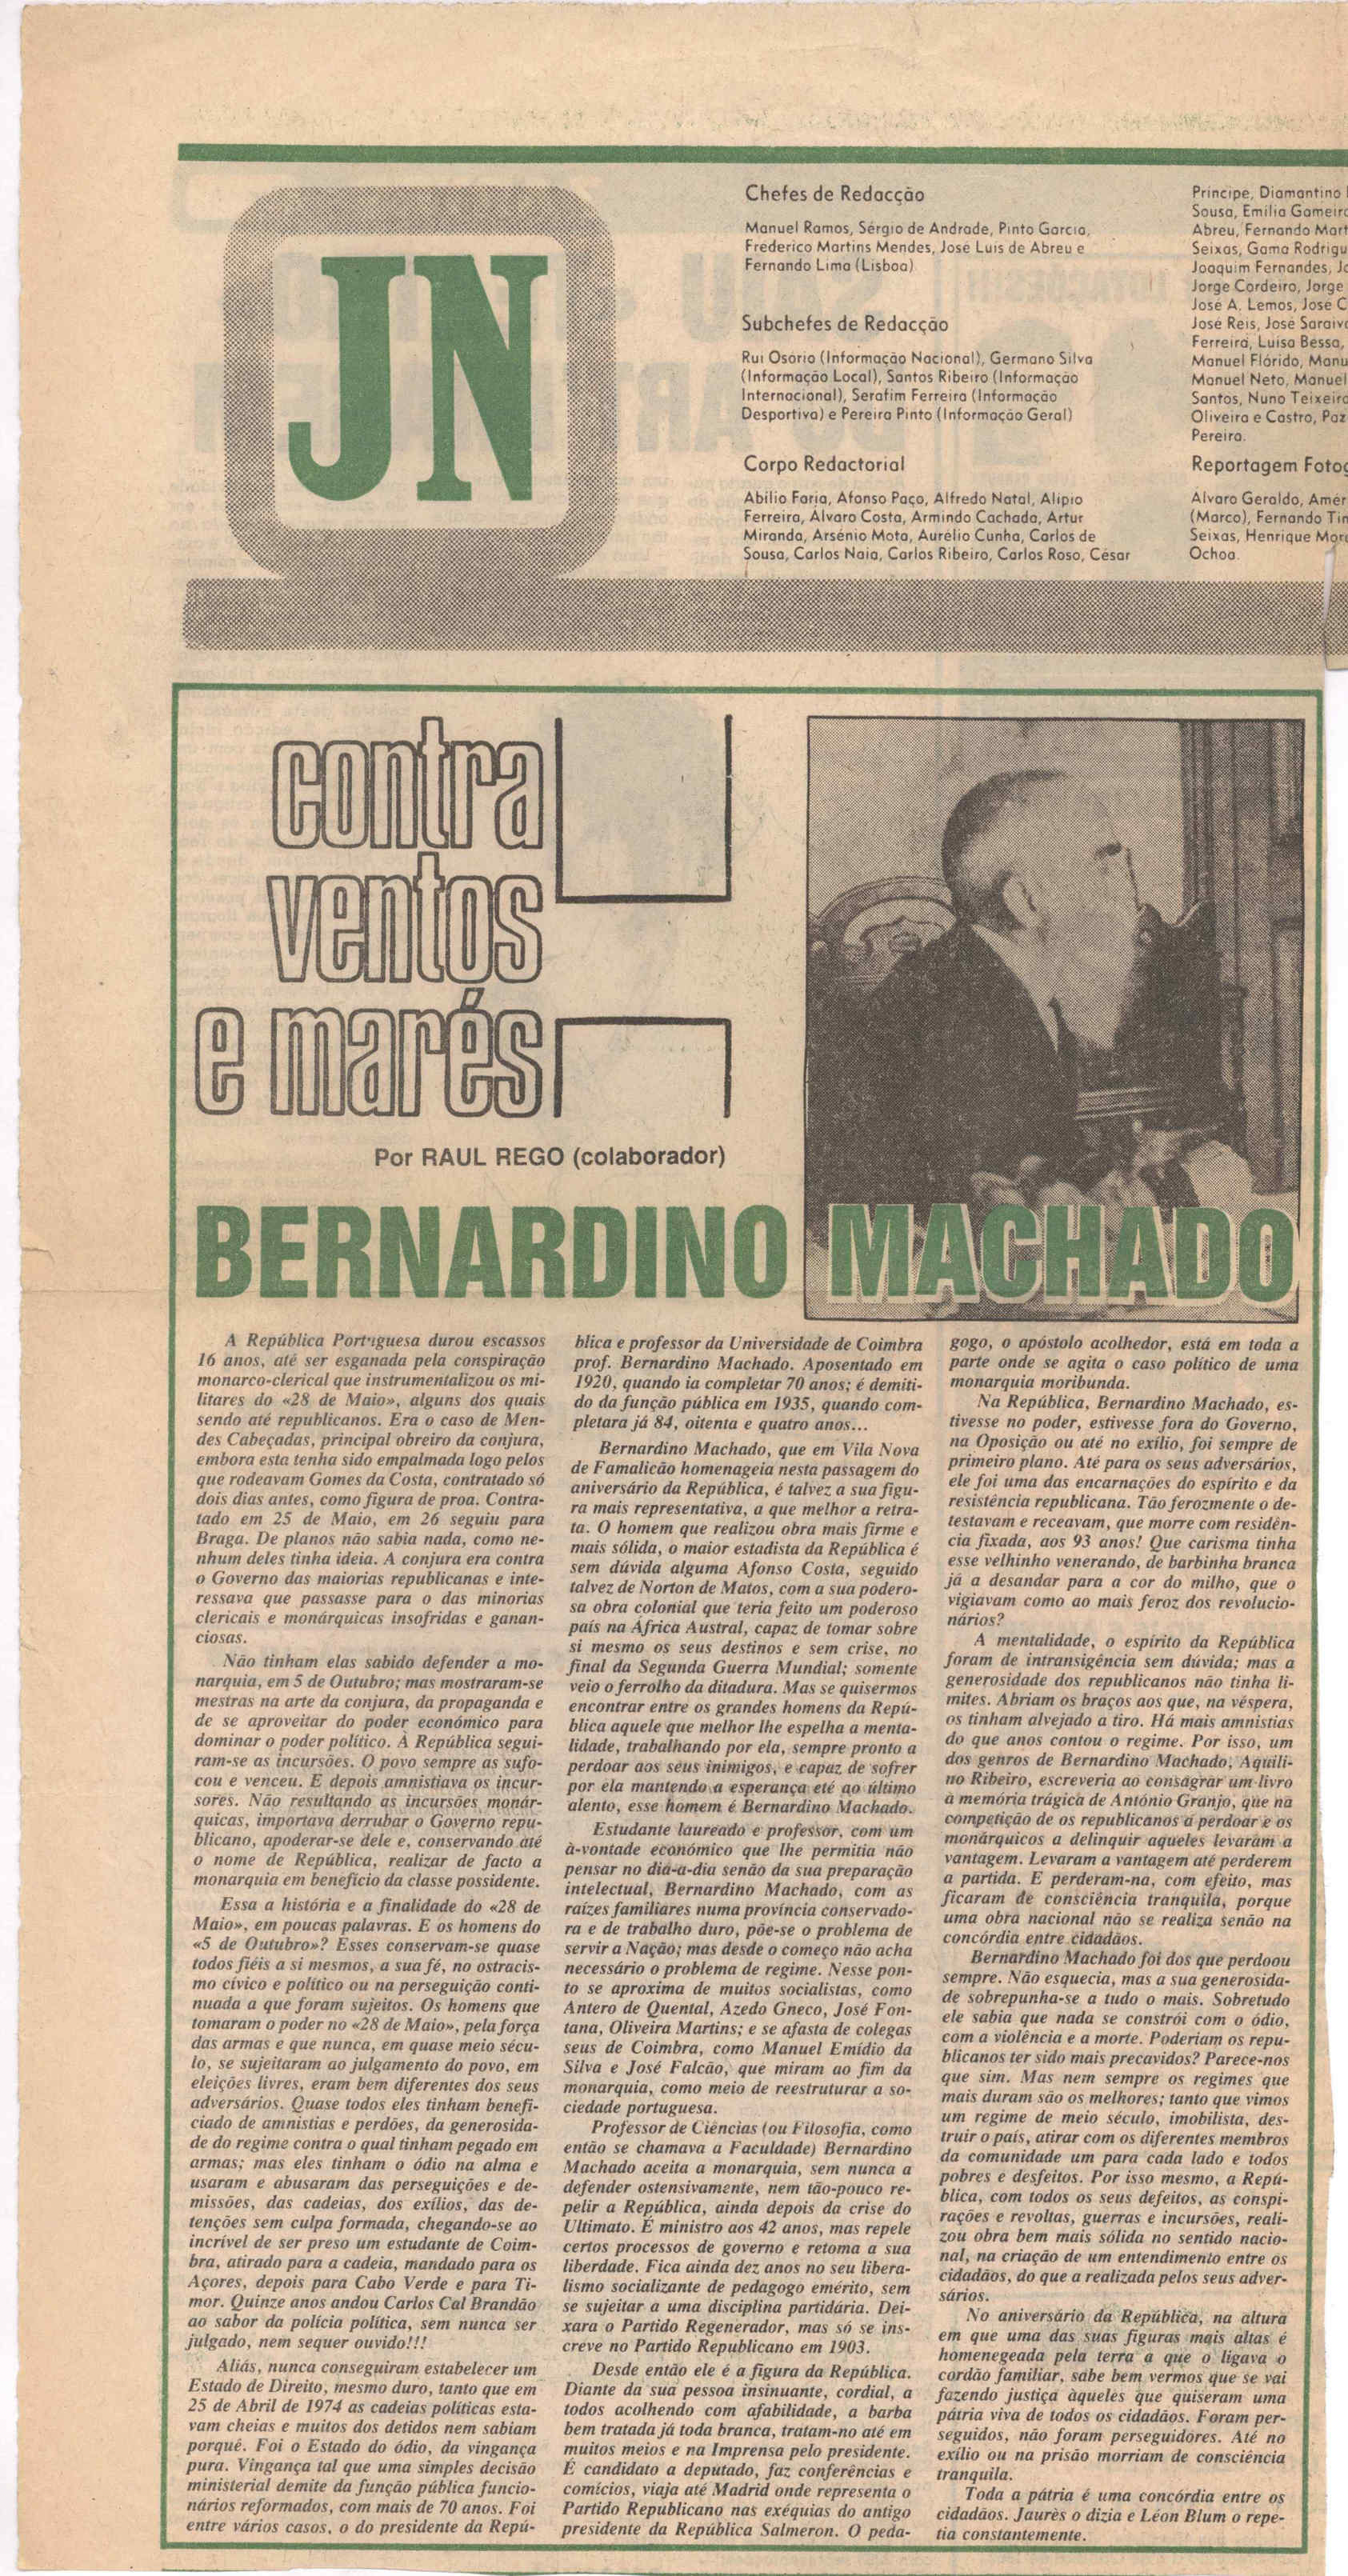 JN
Chefes de Redacção
Manuel Ramos, Sérgio de Andrade, Pinto Garcia,
Frederico Martins Mendes, José Luis de Abreu e
Fernando Lima (Lisboa)
Subchefes de Redacção
Rui Osório (Informação Nacional), Germano Silva
(Informação Local), Santos Ribeiro (Informação
Internacional), Serafim Ferreira (Informação
Desportiva) e Pereira Pinto (Informação Geral)
Corpo Redactorial
Abílio Faria, Afonso Paço, Alfredo Natal, Alípio
Ferreira, Álvaro Costa, Armindo Cachada, Artur
Miranda, Arsénio Mota, Aurélio Cunha, Carlos de
Sousa, Carlos Naia, Carlos Ribeiro, Carlos Roso, César
Príncipe, Diamantino
Sousa, Emília Gameiro
Abreu, Fernando Mart
Seixas, Gama Rodrigu
Joaquim Fernandes, Jo
Jorge Cordeiro, Jorge
José A. Lemos, José C
José Reis, José Saraiva
Ferreira, Luísa Bessa,
Manuel Flórido, Manu
Manuel Neto, Manuel
Santos, Nuno Teixeira
Oliveira e Castro, Paz
Pereira.
Reportagem Fotog
Álvaro Geraldo, Amér
(Marco), Fernando Tim
Seixas, Henrique More
Ochoa.
contra
ventos
e marés
Por RAUL REGO (colaborador)
BERNARDINO MACHADO
A República Portuguesa durou escassos
16 anos, até ser esganada pela conspiração
monarco-clerical que instrumentalizou os mi-
litares do «28 de Maio», alguns dos quais
sendo até republicanos. Era o caso de Men-
des Cabeçadas, principal obreiro da conjura,
embora esta tenha sido empalmada logo pelos
que rodeavam Gomes da Costa, contratado só
dois dias antes, como figura de proa. Contra-
tado em 25 de Maio, em 26 seguiu para
Braga. De planos não sabia nada, como ne-
nhum deles tinha ideia. A conjura era contra
o Governo das maiorias republicanas e inte-
ressava que passasse para o das minorias
clericais e monárquicas insofridas e ganan-
ciosas.
Não tinham elas sabido defender a mo-
narquia, em 5 de Outubro; mas mostraram-se
mestras na arte da conjura, da propaganda e
de se aproveitar do poder económico para
dominar o poder político. À República segui-
ram-se as incursões. O povo sempre as sufo-
cou e venceu. E depois amnistiava os incur-
sores. Não resultando as incursões monár-
quicas, importava derrubar o Governo repu-
blicano, apoderar-se dele e, conservando até
o nome de República, realizar de facto a
monarquia em benefício da classe possidente.
Essa a história e a finalidade do «28 de
Maio», em poucas palavras. E os homens do
«5 de Outubro»? Esses conservam-se quase
todos fiéis a si mesmos, a sua fé, no ostracis-
mo cívico e político ou na perseguição conti-
nuada a que foram sujeitos. Os homens que
tomaram o poder no «28 de Maio», pela força
das armas e que nunca, em quase meio sécu-
lo, se sujeitaram ao julgamento do povo, em
eleições livres, eram bem diferentes dos seus
adversários. Quase todos eles tinham benefi-
ciado de amnistias e perdões, da generosida-
de do regime contra o qual tinham pegado em
armas; mas eles tinham o ódio na alma e
usaram e abusaram das perseguições e de-
missões, das cadeias, dos exílios, das de-
tenções sem culpa formada, chegando-se ao
incrível de ser preso um estudante de Coim-
bra, atirado para a cadeia, mandado para os
Açores, depois para Cabo Verde e para Ti-
mor. Quinze anos andou Carlos Cal Brandão
ao sabor da polícia política, sem nunca ser
julgado, nem sequer ouvido!!!
Aliás, nunca conseguiram estabelecer um
Estado de Direito, mesmo duro, tanto que em
25 de Abril de 1974 as cadeias políticas esta-
vam cheias e muitos dos detidos nem sabiam
porquê. Foi o Estado do ódio, da vingança
pura. Vingança tal que uma simples decisão
ministerial demite da função pública funcio-
nários reformados, com mais de 70 anos. Foi
entre vários casos, o do presidente da Repú-
blica e professor da Universidade de Coimbra
prof. Bernardino Machado. Aposentado em
1920, quando ia completar 70 anos; é demiti-
do da função pública em 1935, quando com-
pletara já 84, oitenta e quatro anos...
Bernardino Machado, que em Vila Nova
de Famalicão homenageia nesta passagem do
aniversário da República, é talvez a sua figu-
ra mais representativa, a que melhor a retra-
ta. O homem que realizou obra mais firme e
mais sólida, o maior estadista da República é
sem dúvida alguma Afonso Costa, seguido
talvez de Norton de Matos, com a sua podero-
sa obra colonial que teria feito um poderoso
país na África Austral, capaz de tomar sobre
si mesmo os seus destinos e sem crise, no
final da Segunda Guerra Mundial; somente
veio o ferrolho da ditadura. Mas se quisermos
encontrar entre os grandes homens da Repú-
blica aquele que melhor lhe espelha a menta-
lidade, trabalhando por ela, sempre pronto a
perdoar aos seus inimigos, e capaz de sofrer
por ela mantendo a esperança eté ao último
alento, esse homem é Bernardino Machado.
Estudante laureado e professor, com um
à-vontade económico que lhe permitia não
pensar no dia-a-dia senão da sua preparação
intelectual, Bernardino Machado, com as
raízes familiares numa província conservado-
ra e de trabalho duro, põe-se o problema de
servir a Nação; mas desde o começo não acha
necessário o problema de regime. Nesse pon-
to se aproxima de muitos socialistas, como
Antero de Quental, Azedo Gneco, José Fon-
tana, Oliveira Martins; e se afasta de colegas
seus de Coimbra, como Manuel Emídio da
Silva e José Falcão, que miram ao fim da
monarquia, como meio de reestruturar a so-
ciedade portuguesa.
Professor de Ciências (ou Filosofia, como
então se chamava a Faculdade) Bernardino
Machado aceita a monarquia, sem nunca a
defender ostensivamente, nem tão-pouco re-
pelir a República, ainda depois da crise do
Ultimato. É ministro aos 42 anos, mas repele
certos processos de governo e retoma a sua
liberdade. Fica ainda dez anos no seu libera-
lismo socializante de pedagogo emérito, sem
se sujeitar a uma disciplina partidária. Dei-
xara o Partido Regenerador, mas só se ins-
creve no Partido Republicano em 1903.
Desde então ele é a figura da República.
Diante da sua pessoa insinuante, cordial, a
todos acolhendo com afabilidade, a barba
bem tratada já toda branca, tratam-no até em
muitos meios e na Imprensa pelo presidente.
É candidato a deputado, faz conferências e
comícios, viaja até Madrid onde representa o
Partido Republicano nas exéquias do antigo
presidente da República Salmeron. O peda-
gogo, o apóstolo acolhedor, está em toda a
parte onde se agita o caso político de uma
monarquia moribunda.
Na República, Bernardino Machado, es-
tivesse no poder, estivesse fora do Governo,
na Oposição ou até no exílio, foi sempre de
primeiro plano. Até para os seus adversários,
ele foi uma das encarnações do espírito e da
resistência republicana. Tão ferozmente o de-
testavam e receavam, que morre com residên-
cia fixada, aos 93 anos! Que carisma tinha
esse velhinho venerando, de barbinha branca
já a desandar para a cor do milho, que o
vigiavam como ao mais feroz dos revolucio-
nários?
A mentalidade, o espírito da República
foram de intransigência sem dúvida; mas a
generosidade dos republicanos não tinha li-
mites. Abriam os braços aos que, na véspera,
os tinham alvejado a tiro. Há mais amnistias
do que anos contou o regime. Por isso, um
dos genros de Bernardino Machado, Aquili-
no Ribeiro, escreveria ao consagrar um livro
à memória trágica de António Granjo, que na
competição de os republicanos a perdoar e os
monárquicos a delinquir aqueles levaram a
vantagem. Levaram a vantagem até perderem
a partida. E perderam-na, com efeito, mas
ficaram de consciência tranquila, porque
uma obra nacional não se realiza senão na
concórdia entre cidadãos.
Bernardino Machado foi dos que perdoou
sempre. Não esquecia, mas a sua generosida-
de sobrepunha-se a tudo o mais. Sobretudo
ele sabia que nada se constrói com o ódio,
com a violência e a morte. Poderiam os repu-
blicanos ter sido mais precavidos? Parece-nos
que sim. Mas nem sempre os regimes que
mais duram são os melhores; tanto que vimos
um regime de meio século, imobilista, des-
truir o país, atirar com os diferentes membros
da comunidade um para cada lado e todos
pobres e desfeitos. Por isso mesmo, a Repú-
blica, com todos os seus defeitos, as conspi-
rações e revoltas, guerras e incursões, reali-
zou obra bem mais sólida no sentido nacio-
nal, na criação de um entendimento entre os
cidadãos, do que a realizada pelos seus adver-
sários.
No aniversário da República, na altura
em que uma das suas figuras mais altas é
homenegeada pela terra a que o ligava o
cordão familiar, sabe bem vermos que se vai
fazendo justiça àqueles que quiseram uma
pátria viva de todos os cidadãos. Foram per-
seguidos, não foram perseguidores. Até no
exílio ou na prisão morriam de consciência
tranquila.
Toda a pátria é uma concórdia entre os
cidadãos. Jaurès o dizia e Léon Blum o repe-
tia constantemente.